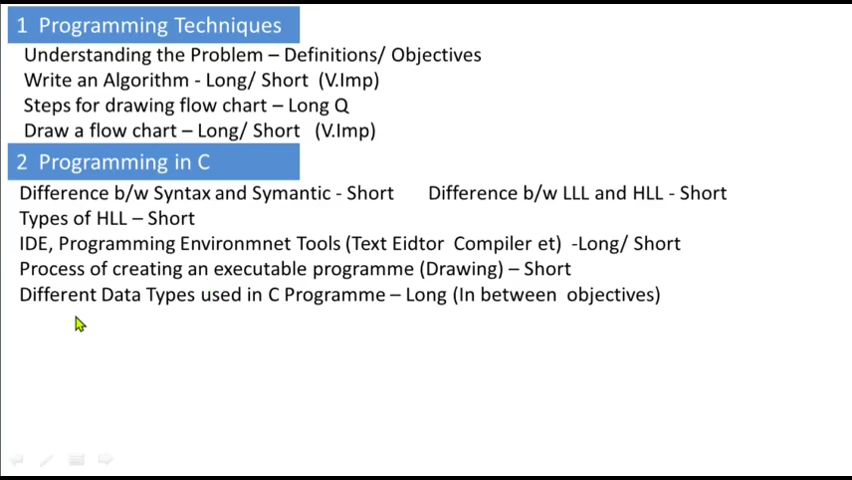 1 Programming Techniques
Understanding the Problem – Definitions/ Objectives
Write an Algorithm - Long/ Short (V.Imp)
Steps for drawing flow chart – Long Q
Draw a flow chart – Long/ Short (V.Imp)
2 Programming in C
Difference b/w Syntax and Symantic - Short Difference b/w LLL and HLL - Short
Types of HLL – Short
IDE, Programming Environmnet Tools (Text Eidtor Compiler et) -Long/ Short
Process of creating an executable programme (Drawing) – Short
Different Data Types used in C Programme – Long (In between objectives)